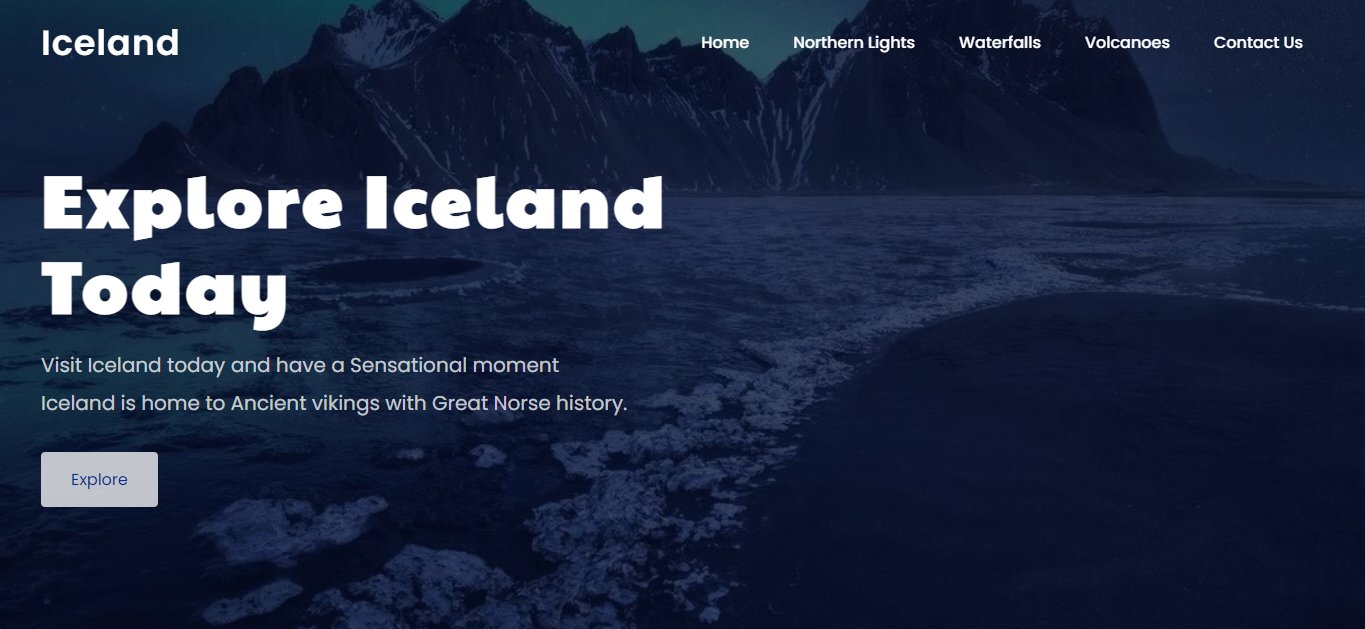 Iceland
Home Northern Lights Waterfalls Volcanoes Contact Us
Explore Iceland
Today
Visit Iceland today and have a Sensational moment
Iceland is home to Ancient vikings with Great Norse history.
Explore